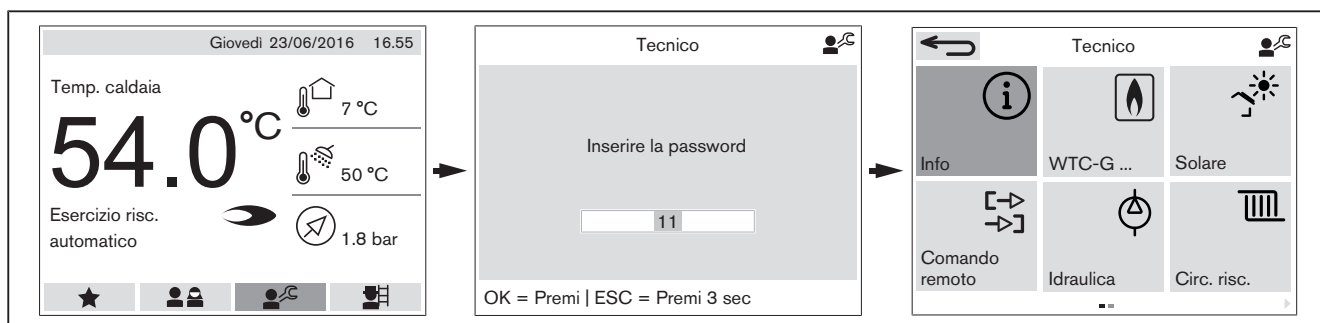 Giovedì 23/06/2016 16.55
Temp. caldaia
54.0°C
7 °C
50 °C
Esercizio risc.
automatico
1.8 bar
Tecnico
Inserire la password
11
OK = Premi | ESC = Premi 3 sec
Tecnico
Info
WTC-G ...
Solare
Comando
remoto
Idraulica
Circ. risc.